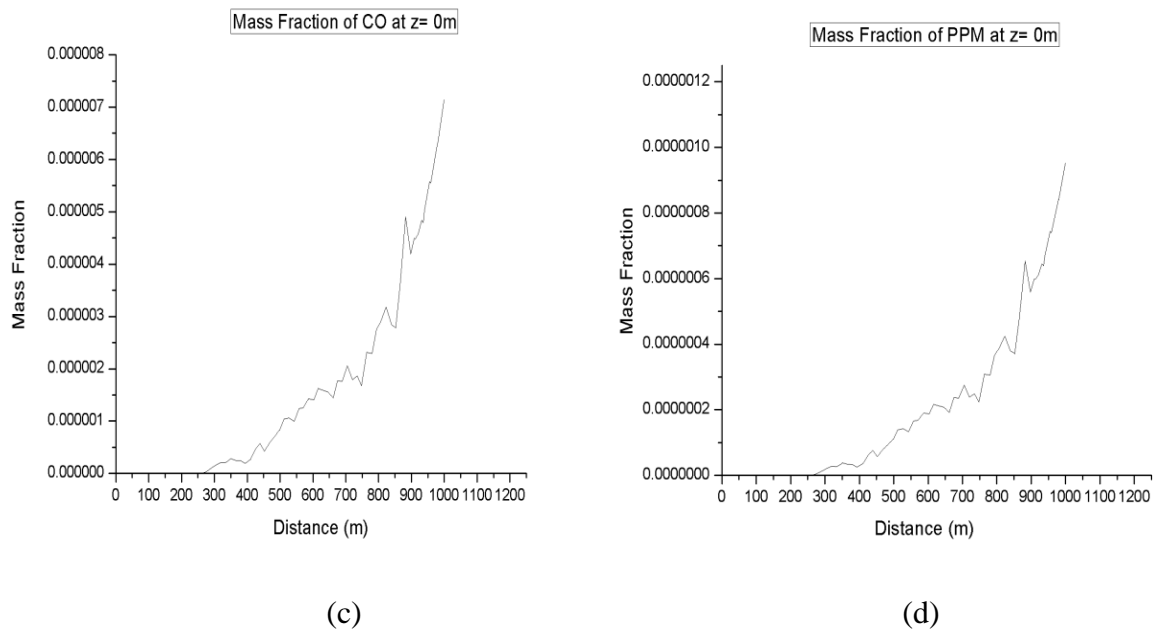 Mass Fraction of CO at z= 0m
0.000008
0.000007
0.000006
0.000005
0.000004
0.000003
0.000002
0.000001
0.000000
Mass Fraction
0 100 200 300 400 500 600 700 800 900 1000 1100 1200
Distance (m)
(c)
Mass Fraction of PPM at z= 0m
0.0000012
0.0000010
0.0000008
0.0000006
0.0000004
0.0000002
0.0000000
Mass Fraction
0 100 200 300 400 500 600 700 800 900 1000 1100 1200
Distance (m)
(d)